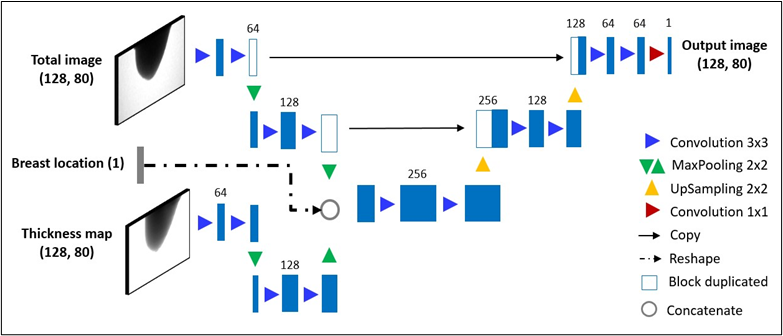 Total image
(128, 80)
64
128
64
64
1
Output image
(128, 80)
128
256
128
Breast location (1)
256
Thickness map
(128, 80)
64
128
Convolution 3x3
MaxPooling 2x2
UpSampling 2x2
Convolution 1x1
Copy
Reshape
Block duplicated
Concatenate